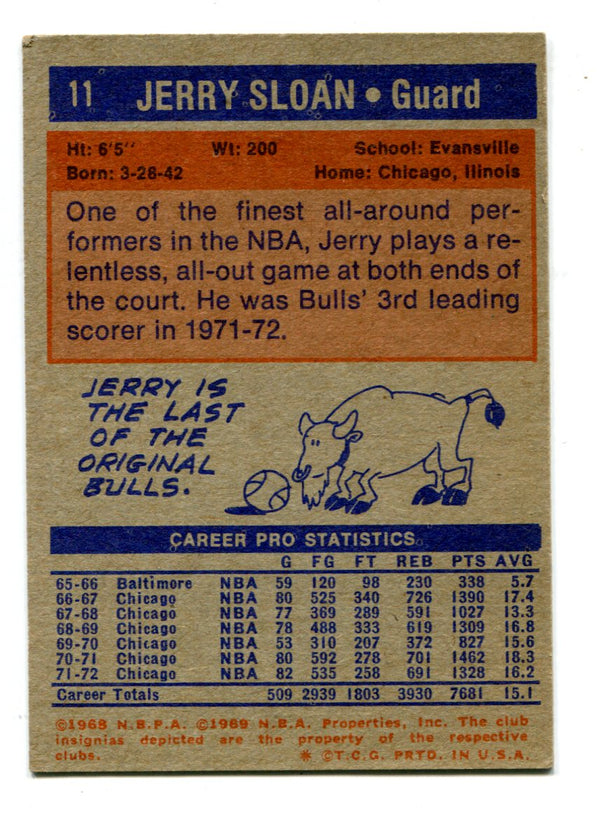 11 JERRY SLOAN • Guard
Ht: 6'5'' Wt: 200 School: Evansville
Born: 3-28-42 Home: Chicago, Ilinois
One of the finest all-around per-
formers in the NBA, Jerry plays a re-
lentless, all-out game at both ends of
the court. He was Bulls' 3rd leading
scorer in 1971-72.
JERRY IS
THE LAST
OF THE
ORIGINAL
BULLS.
CAREER PRO STATISTICS
G FG FT REB PTS AVG
65-66 Baltimore NBA 59 120 98 230 338 5.7
66-67 Chicago NBA 80 525 340 726 1390 17.4
67-68 Chicago NBA 77 369 289 591 1027 13.3
68-69 Chicago NBA 78 488 333 619 1309 16.8
69-70 Chicago NBA 53 310 207 372 827 15.6
70-71 Chicago NBA 80 592 278 701 1462 18.3
71-72 Chicago NBA 82 535 258 691 1328 16.2
Career Totals 509 2939 1803 3930 7681 15.1
©1968 N.B.P.A. ©1969 N.B.A. Properties, Inc. The club
insignias depicted are the property of the respective
clubs. * ©T.C.G. PRTD. IN U.S.A.